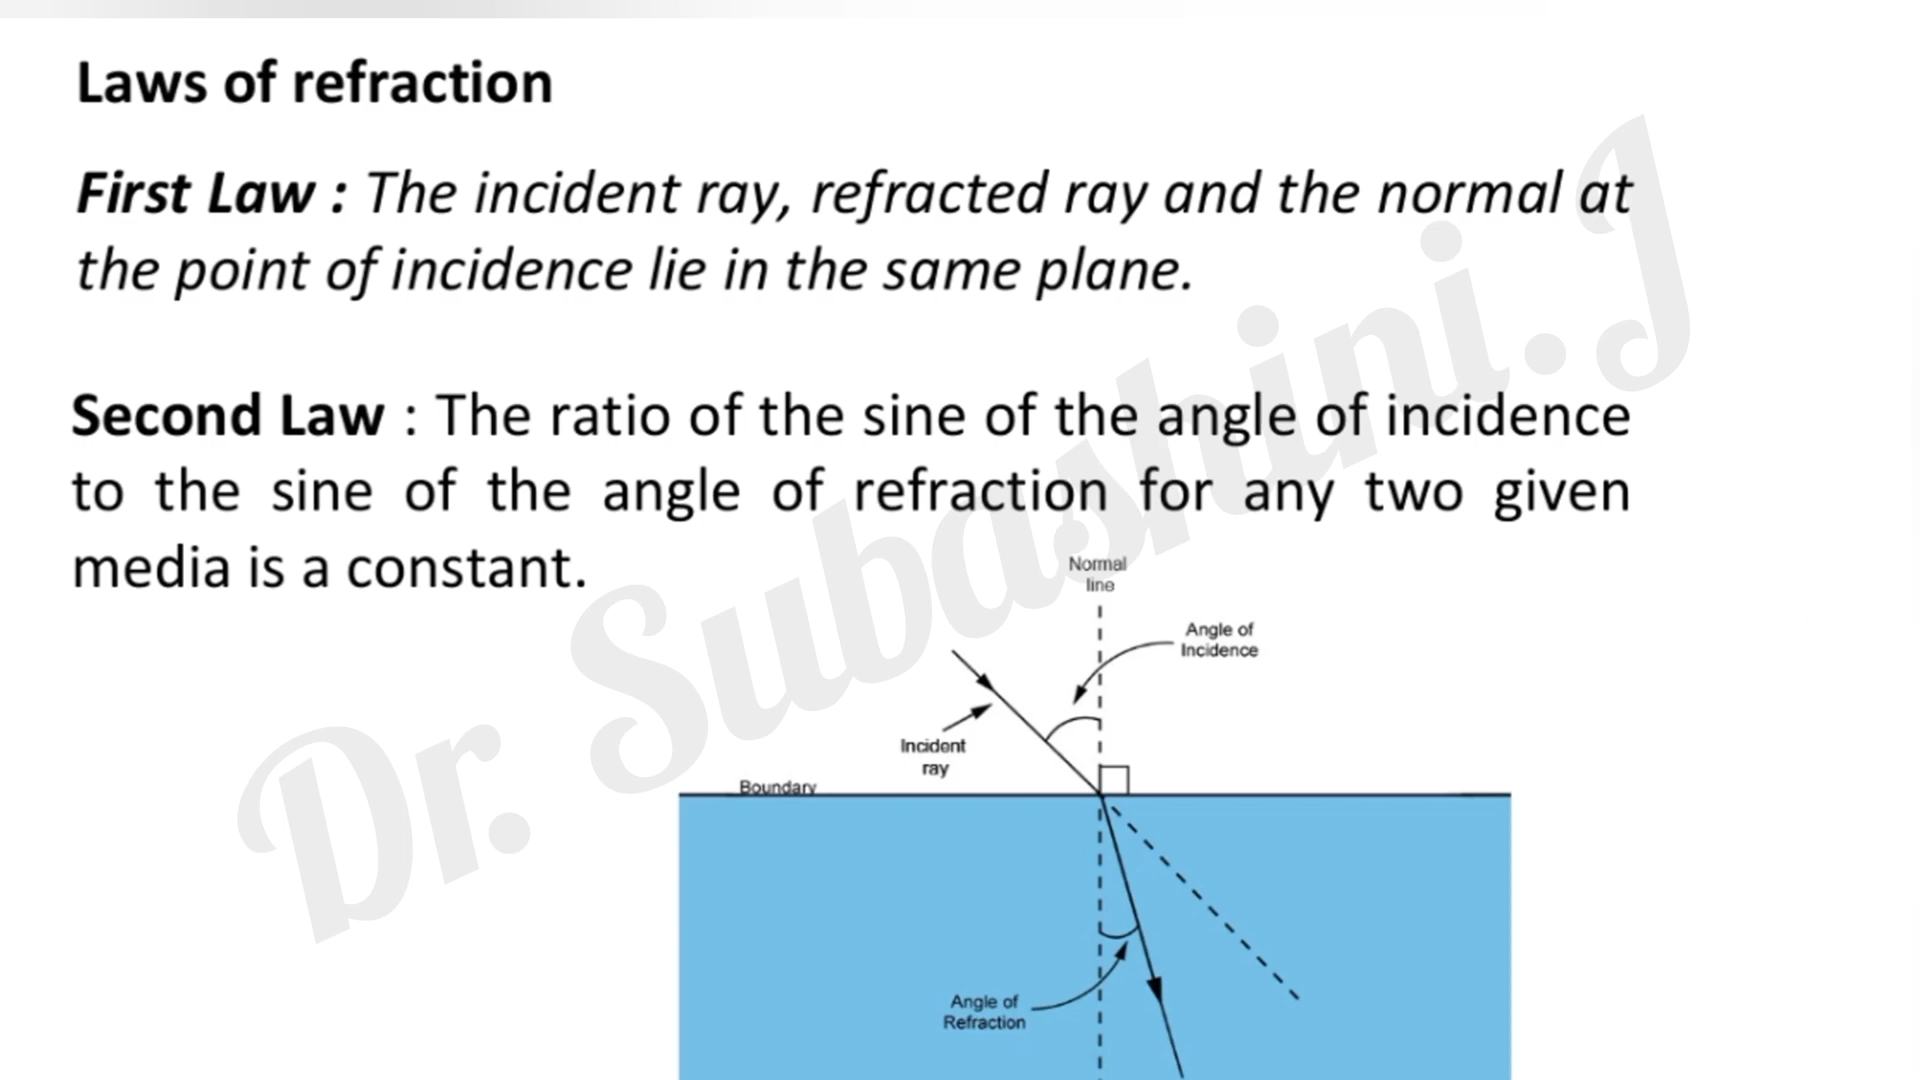 Laws of refraction
First Law : The incident ray, refracted ray and the normal at
the point of incidence lie in the same plane.
Second Law : The ratio of the sine of the angle of incidence
to the sine of the angle of refraction for any two given
media is a constant.
Normal
line
Angle of
Incidence
Incident
ray
Boundary
Angle of
Refraction
Dr. Subashini. J